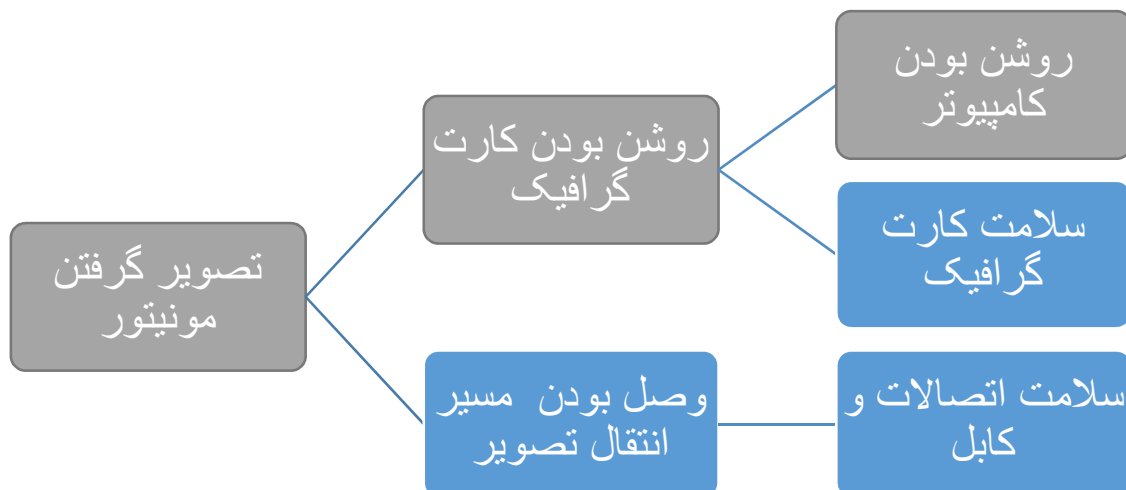 روشن بودن
کامپیوتر
روشن بودن کارت
گرافیک
سلامت کارت
گرافیک
تصویر گرفتن
مونیتور
وصل بودن مسیر
انتقال تصویر
سلامت اتصالات و
کابل